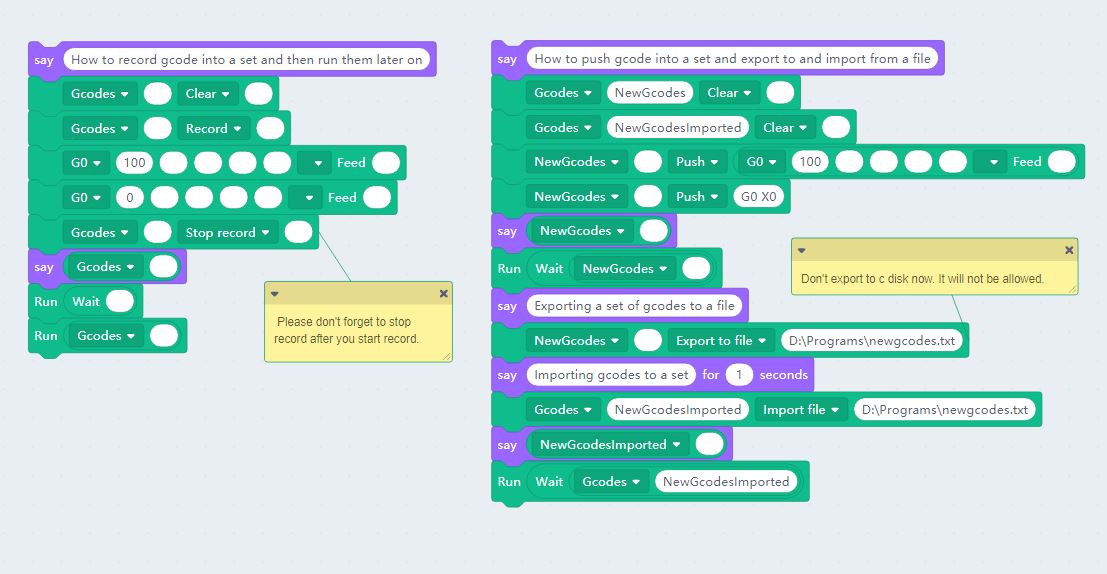 say How to record gcode into a set and then run them later on
Gcodes Clear
Gcodes Record
G0 100 Feed
G0 0 Feed
Gcodes Stop record
say Gcodes
Run Wait
Run Gcodes
Please don't forget to stop
record after you start record.
say How to push gcode into a set and export to and import from a file
Gcodes NewGcodes Clear
Gcodes NewGcodesImported Clear
NewGcodes Push G0 100 Feed
NewGcodes Push G0 X0
say NewGcodes
Run Wait NewGcodes
say Exporting a set of gcodes to a file
NewGcodes Export to file D:\Programs\newgcodes.txt
say Importing gcodes to a set for 1 seconds
Gcodes NewGcodesImported Import file D:\Programs\newgcodes.txt
say NewGcodesImported
Run Wait Gcodes NewGcodesImported
Don't export to c disk now. It will not be allowed.